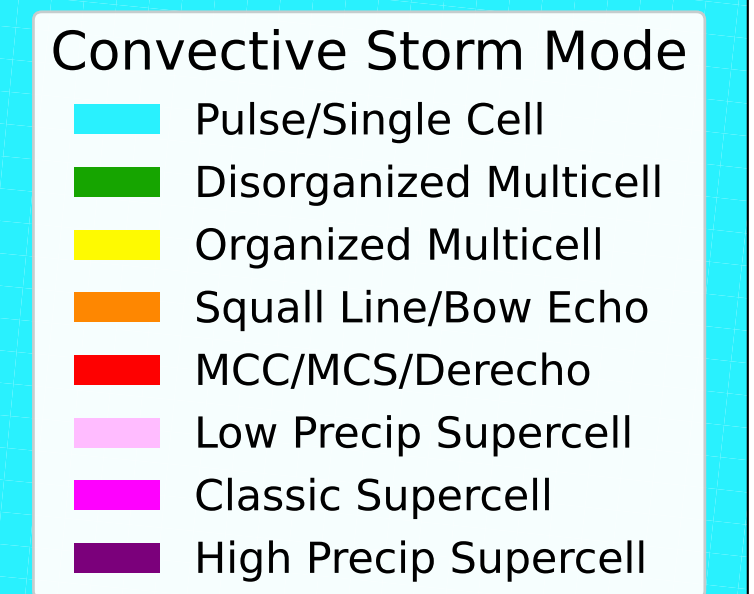 Convective Storm Mode
Pulse/Single Cell
Disorganized Multicell
Organized Multicell
Squall Line/Bow Echo
MCC/MCS/Derecho
Low Precip Supercell
Classic Supercell
High Precip Supercell